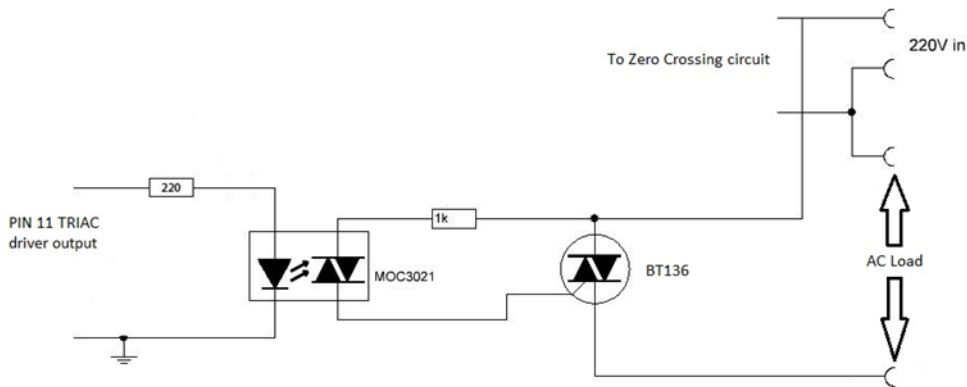 220V in
To Zero Crossing circuit
220
1k
PIN 11 TRIAC
driver output
MOC3021
BT136
AC Load